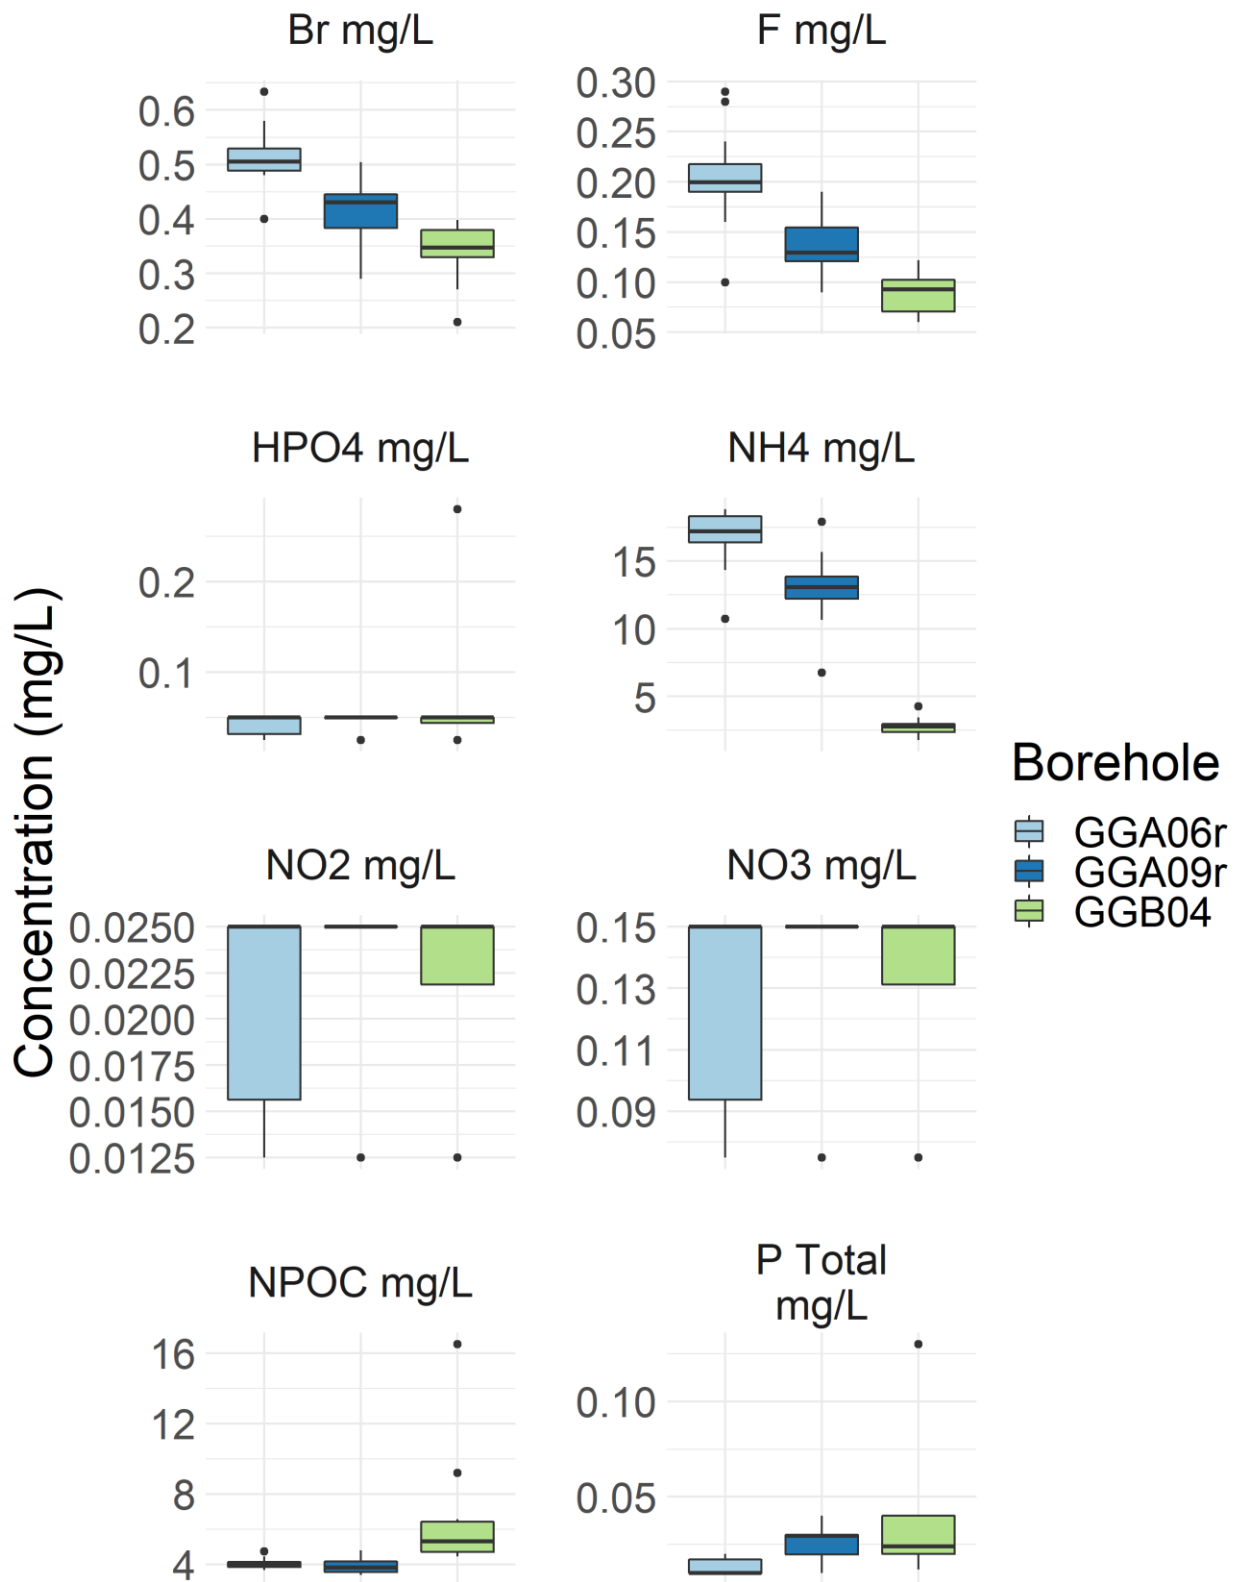 Br mg/L
F mg/L
0.6
0.5
0.4
0.3
0.2
0.30
0.25
0.20
0.15
0.10
0.05
HPO4 mg/L
NH4 mg/L
0.2
0.1
15
10
5
Concentration (mg/L)
NO2 mg/L
NO3 mg/L
0.0250
0.0225
0.0200
0.0175
0.0150
0.0125
0.15
0.13
0.11
0.09
NPOC mg/L
P Total
mg/L
16
12
8
4
0.10
0.05
Borehole
GGA06r
GGA09r
GGB04